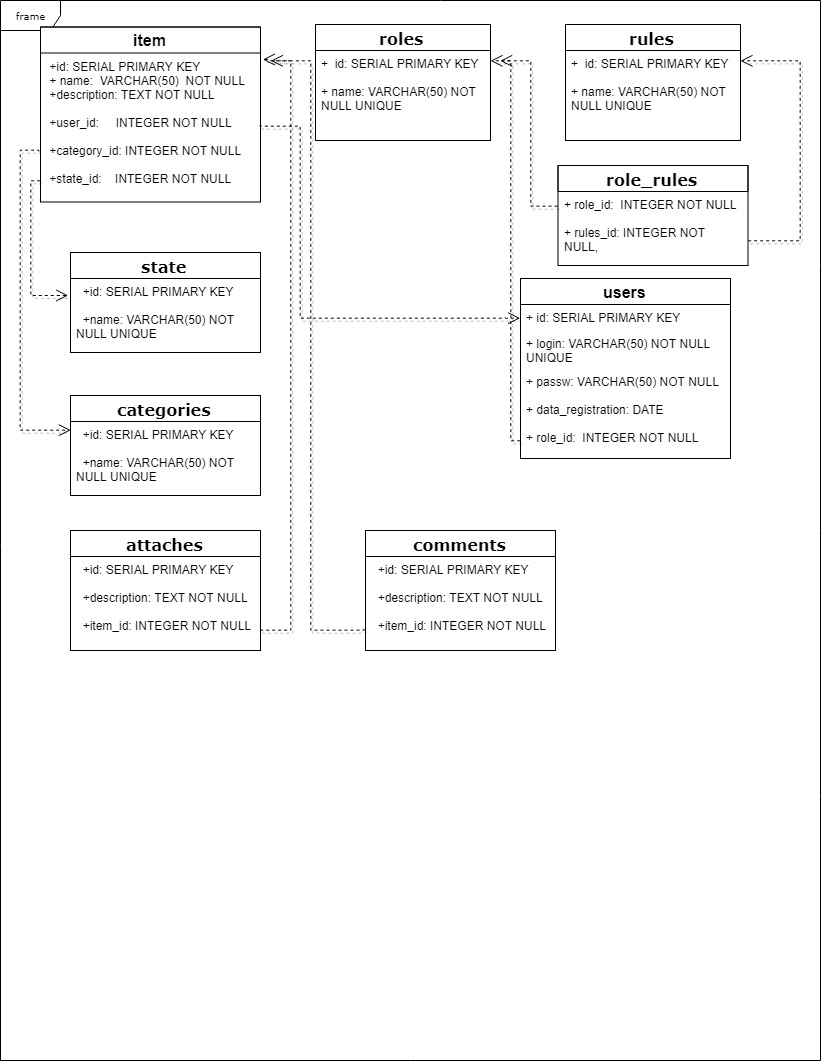 frame
item
+id: SERIAL PRIMARY KEY
+ name: VARCHAR(50) NOT NULL
+description: TEXT NOT NULL
+user_id: INTEGER NOT NULL
+category_id: INTEGER NOT NULL
+state_id: INTEGER NOT NULL
roles
+ id: SERIAL PRIMARY KEY
+ name: VARCHAR(50) NOT
NULL UNIQUE
rules
+ id: SERIAL PRIMARY KEY
+ name: VARCHAR(50) NOT
NULL UNIQUE
role_rules
+ role_id: INTEGER NOT NULL
+ rules_id: INTEGER NOT
NULL,
state
+id: SERIAL PRIMARY KEY
+name: VARCHAR(50) NOT
NULL UNIQUE
users
+ id: SERIAL PRIMARY KEY
+ login: VARCHAR(50) NOT NULL
UNIQUE
+ passw: VARCHAR(50) NOT NULL
+ data_registration: DATE
+ role_id: INTEGER NOT NULL
categories
+id: SERIAL PRIMARY KEY
+name: VARCHAR(50) NOT
NULL UNIQUE
attaches
+id: SERIAL PRIMARY KEY
+description: TEXT NOT NULL
+item_id: INTEGER NOT NULL
comments
+id: SERIAL PRIMARY KEY
+description: TEXT NOT NULL
+item_id: INTEGER NOT NULL